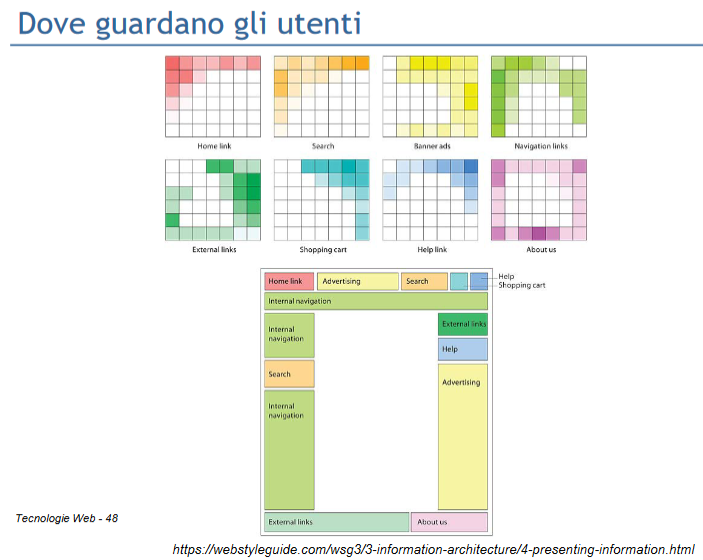 Dove guardano gli utenti
Home link
Search
Banner ads
Navigation links
External links
Shopping cart
Help link
About us
Home link
Advertising
Search
Help
Shopping cart
Internal navigation
Internal
navigation
External links
Help
Search
Advertising
Internal
navigation
External links
About us
Tecnologie Web - 48
https://webstyleguide.com/wsg3/3-information-architecture/4-presenting-information.html